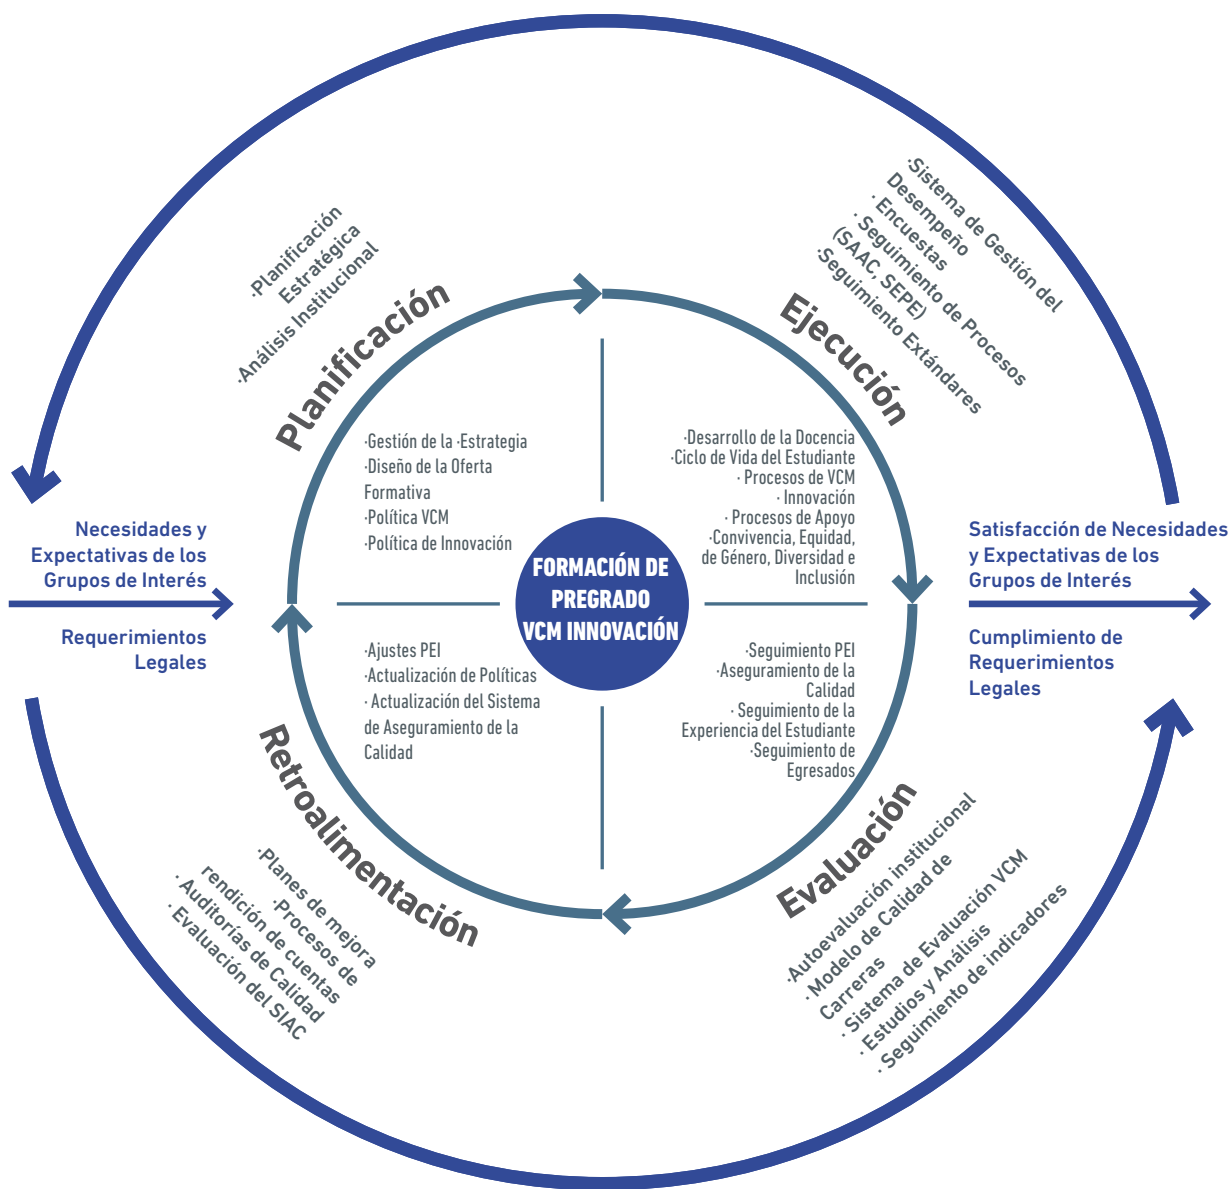 ·Planificación
Estratégica
·Análisis Institucional
Planificación
·Sistema de Gestión del
Desempeño
· Encuestas
· Seguimiento de Procesos
(SAAC, SEPE)
·Seguimiento Extándares
Ejecución
·Gestión de la ·Estrategia
·Diseño de la Oferta
Formativa
·Política VCM
·Política de Innovación
·Desarrollo de la Docencia
·Ciclo de Vida del Estudiante
· Procesos de VCM
· Innovación
· Procesos de Apoyo
·Convivencia, Equidad,
de Género, Diversidad e
Inclusión
Necesidades y
Expectativas de los
Grupos de Interés
Requerimientos
Legales
FORMACIÓN DE
PREGRADO
VCM INNOVACIÓN
Satisfacción de Necesidades
y Expectativas de los
Grupos de Interés
Cumplimiento de
Requerimientos
Legales
·Ajustes PEI
·Actualización de Políticas
· Actualización del Sistema
de Aseguramiento de la
Calidad
·Seguimiento PEI
·Aseguramiento de la
Calidad
· Seguimiento de la
Experiencia del Estudiante
·Seguimiento de
Egresados
Retroalimentación
·Planes de mejora
·Procesos de
rendición de cuentas
· Auditorías de Calidad
· Evaluación del SIAC
Evaluación
·Autoevaluación institucional
· Modelo de Calidad de
Carreras
· Sistema de Evaluación VCM
· Estudios y Análisis
· Seguimiento de indicadores